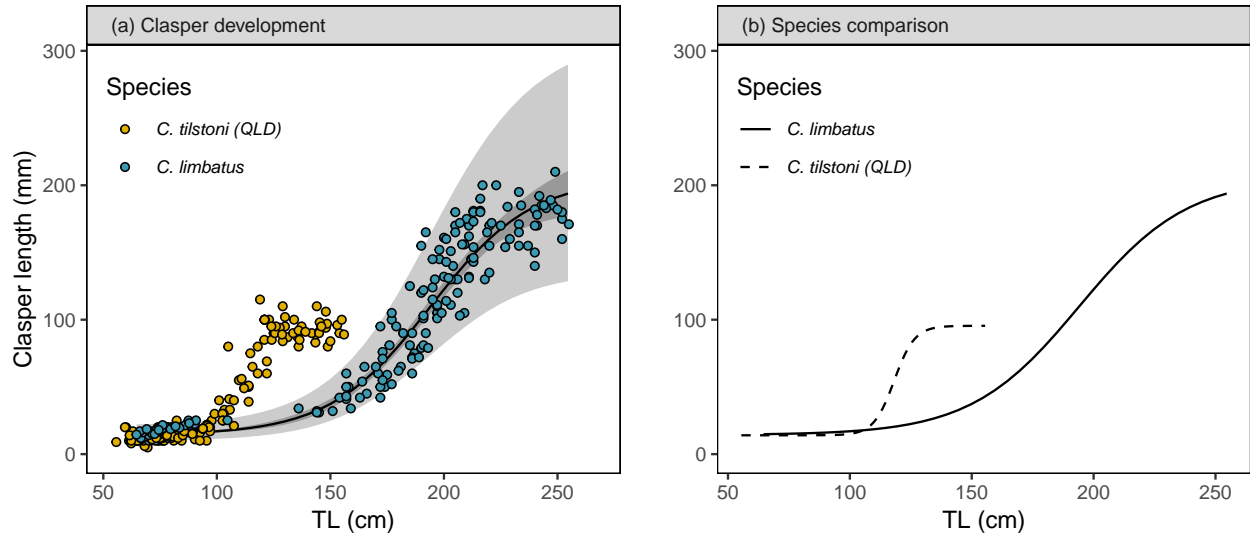 (a) Clasper development
300
200
100
0
Clasper length (mm)
Species
C. tilstoni (QLD)
C. limbatus
50
100
150
200
250
TL (cm)
(b) Species comparison
300
200
100
0
Species
C. limbatus
C. tilstoni (QLD)
50
100
150
200
250
TL (cm)